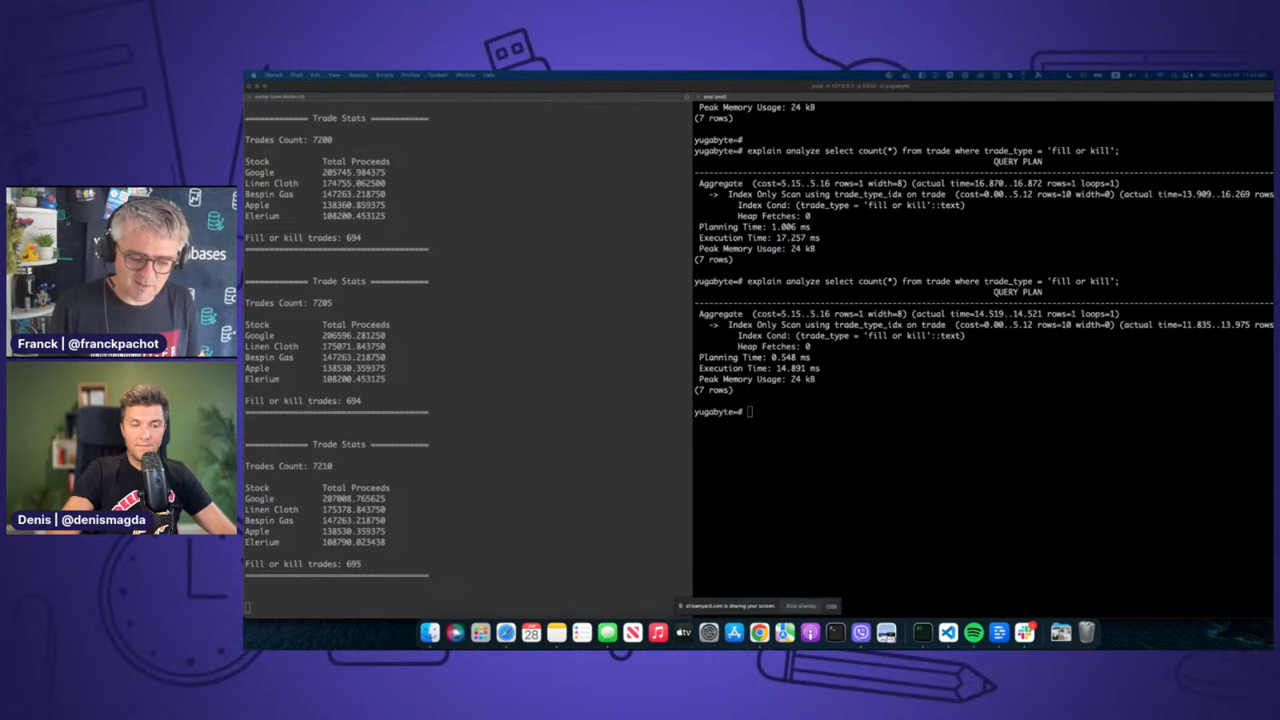 abases
Franck | @franckpachot
Denis | @denismagda
============= Trade Stats =============
Trades Count: 7200
Stock Total Proceeds
Google 205745.984375
Linen Cloth 174755.062500
Bespin Gas 147263.218750
Apple 138360.859375
Elerium 108200.453125
Fill or kill trades: 694
======================================
============= Trade Stats =============
Trades Count: 7205
Stock Total Proceeds
Google 206596.281250
Linen Cloth 175071.843750
Bespin Gas 147263.218750
Apple 138530.359375
Elerium 108200.453125
Fill or kill trades: 694
======================================
============= Trade Stats =============
Trades Count: 7210
Stock Total Proceeds
Google 207008.765625
Linen Cloth 175378.843750
Bespin Gas 147263.218750
Apple 138530.359375
Elerium 108790.023438
Fill or kill trades: 695
======================================
Peak Memory Usage: 24 kB
(7 rows)
yugabyte=#
yugabyte=# explain analyze select count(*) from trade where trade_type = 'fill or kill';
QUERY PLAN
Aggregate (cost=5.15..5.16 rows=1 width=8) (actual time=16.870..16.872 rows=1 loops=1)
-> Index Only Scan using trade_type_idx on trade (cost=0.00..5.12 rows=10 width=0) (actual time=13.909..16.269
Index Cond: (trade_type = 'fill or kill'::text)
Heap Fetches: 0
Planning Time: 1.006 ms
Execution Time: 17.257 ms
Peak Memory Usage: 24 kB
(7 rows)
yugabyte=# explain analyze select count(*) from trade where trade_type = 'fill or kill';
QUERY PLAN
Aggregate (cost=5.15..5.16 rows=1 width=8) (actual time=14.519..14.521 rows=1 loops=1)
-> Index Only Scan using trade_type_idx on trade (cost=0.00..5.12 rows=10 width=0) (actual time=11.835..13.975
Index Cond: (trade_type = 'fill or kill'::text)
Heap Fetches: 0
Planning Time: 0.548 ms
Execution Time: 14.891 ms
Peak Memory Usage: 24 kB
(7 rows)
yugabyte=#
streamyard.com is sharing your screen. Stop sharing Hide
28
tv